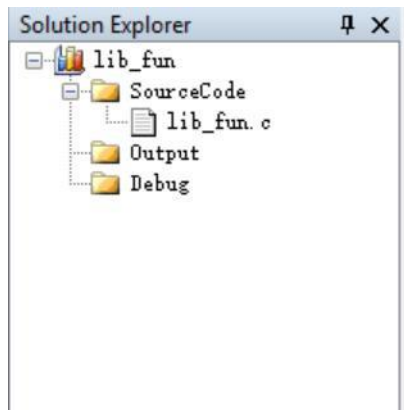 Solution Explorer
lib_fun
SourceCode
lib_fun.c
Output
Debug